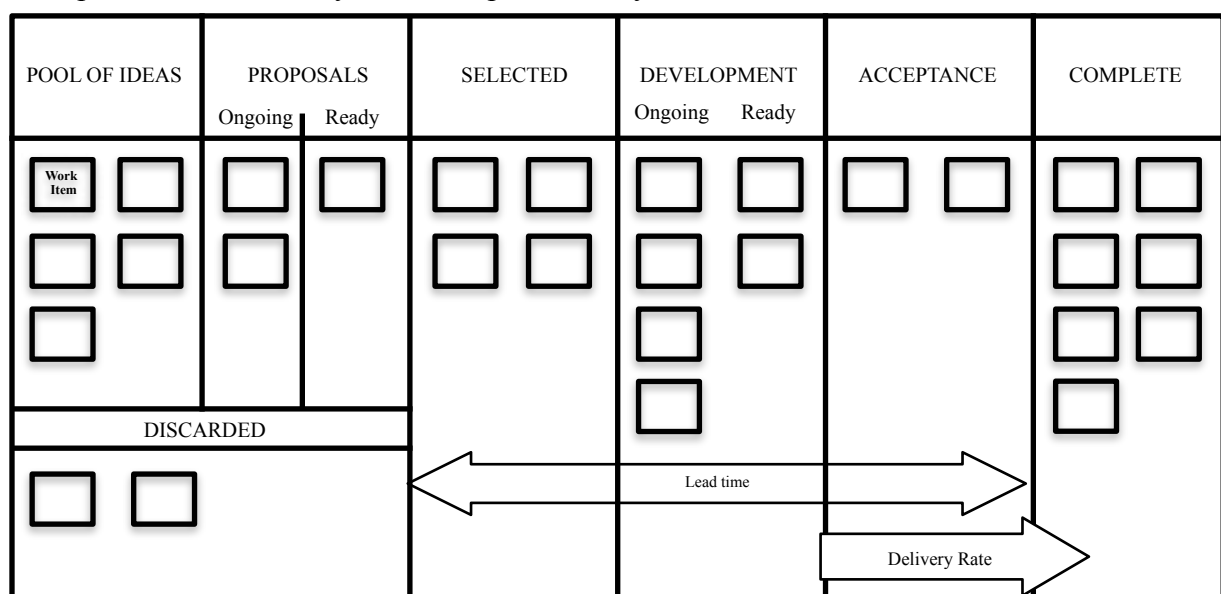 POOL OF IDEAS
PROPOSALS
Ongoing Ready
SELECTED
DEVELOPMENT
Ongoing Ready
ACCEPTANCE
COMPLETE
Work
Item
DISCARDED
Lead time
Delivery Rate